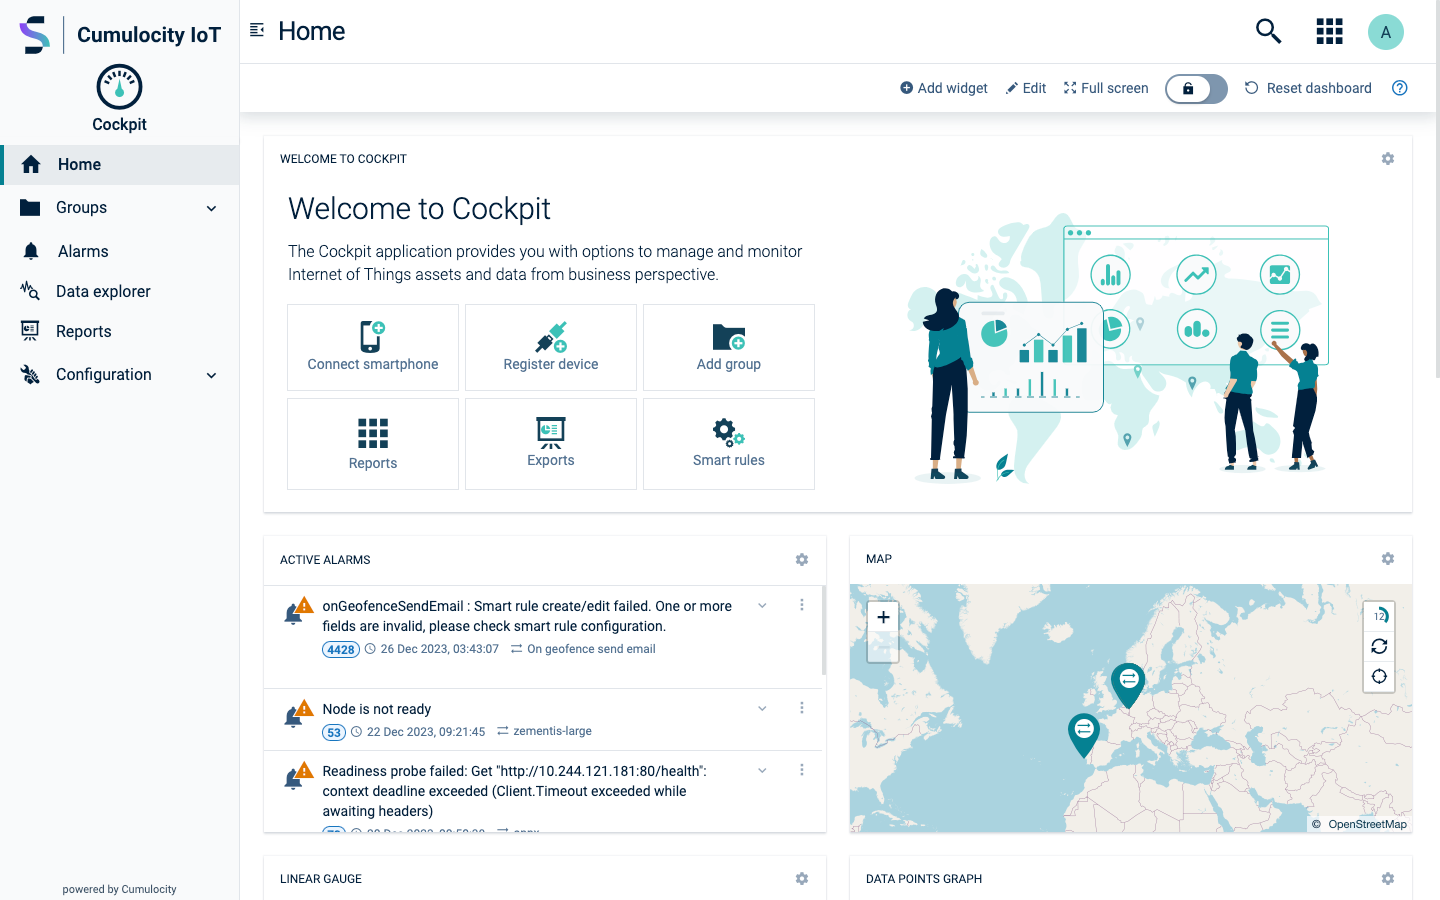 Cumulocity IoT
Home
A
Add widget
Edit
Full screen
Reset dashboard
Cockpit
Home
Groups
Alarms
Data explorer
Reports
Configuration
powered by Cumulocity
WELCOME TO COCKPIT
Welcome to Cockpit
The Cockpit application provides you with options to manage and monitor
Internet of Things assets and data from business perspective.
Connect smartphone
Register device
Add group
Reports
Exports
Smart rules
ACTIVE ALARMS
onGeofenceSendEmail : Smart rule create/edit failed. One or more
fields are invalid, please check smart rule configuration.
4428 26 Dec 2023, 03:43:07 On geofence send email
Node is not ready
53 22 Dec 2023, 09:21:45 zementis-large
Readiness probe failed: Get "http://10.244.121.181:80/health":
context deadline exceeded (Client.Timeout exceeded while
awaiting headers)
MAP
+
12
© OpenStreetMap
LINEAR GAUGE
DATA POINTS GRAPH